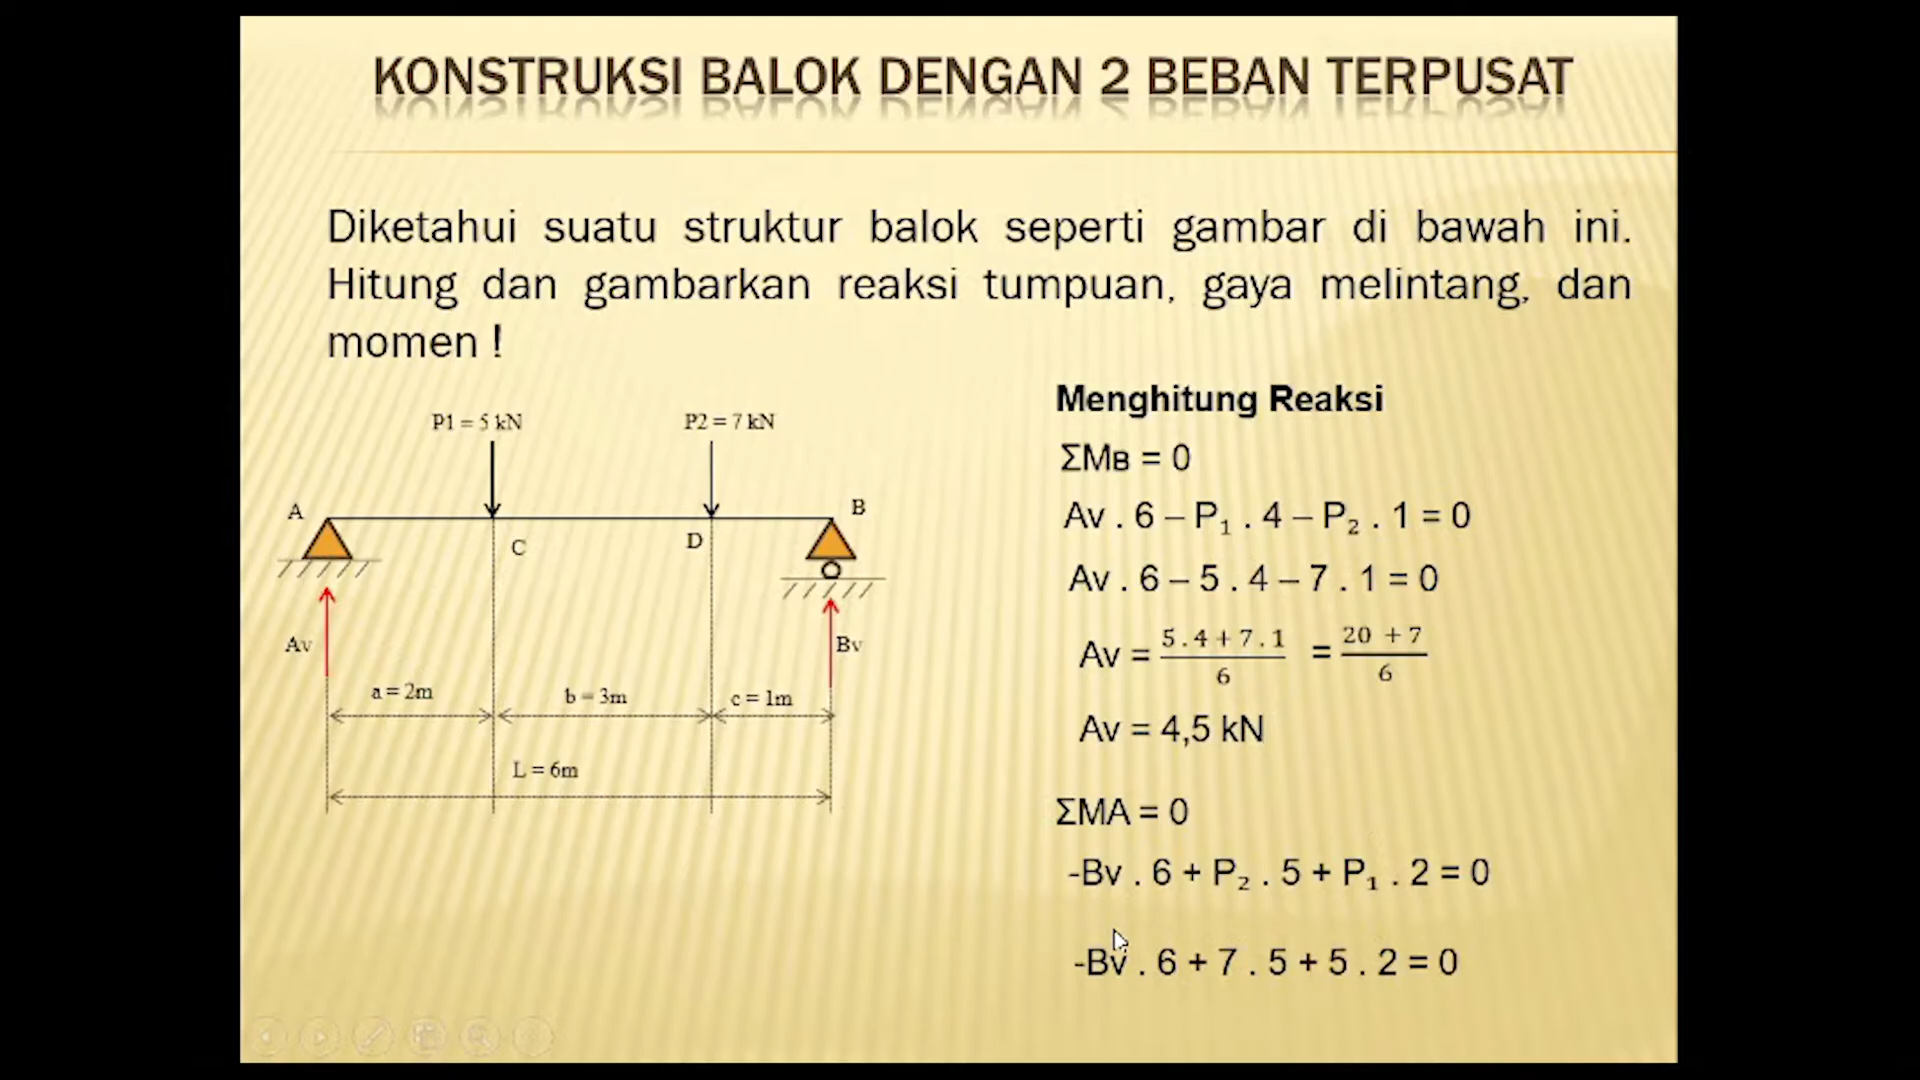 KONSTRUKSI BALOK DENGAN 2 BEBAN TERPUSAT
Diketahui suatu struktur balok seperti gambar di bawah ini.
Hitung dan gambarkan reaksi tumpuan, gaya melintang, dan
momen !
P1 = 5 kN
P2 = 7 kN
A
B
C
D
Av
Bv
a = 2m
b = 3m
c = 1m
L = 6m
Menghitung Reaksi
ΣMB = 0
Av . 6 – P₁ . 4 – P₂ . 1 = 0
Av . 6 – 5 . 4 – 7 . 1 = 0
Av = 5 . 4 + 7 . 1 / 6 = 20 + 7 / 6
Av = 4,5 kN
ΣMA = 0
-Bv . 6 + P₂ . 5 + P₁ . 2 = 0
-Bv . 6 + 7 . 5 + 5 . 2 = 0